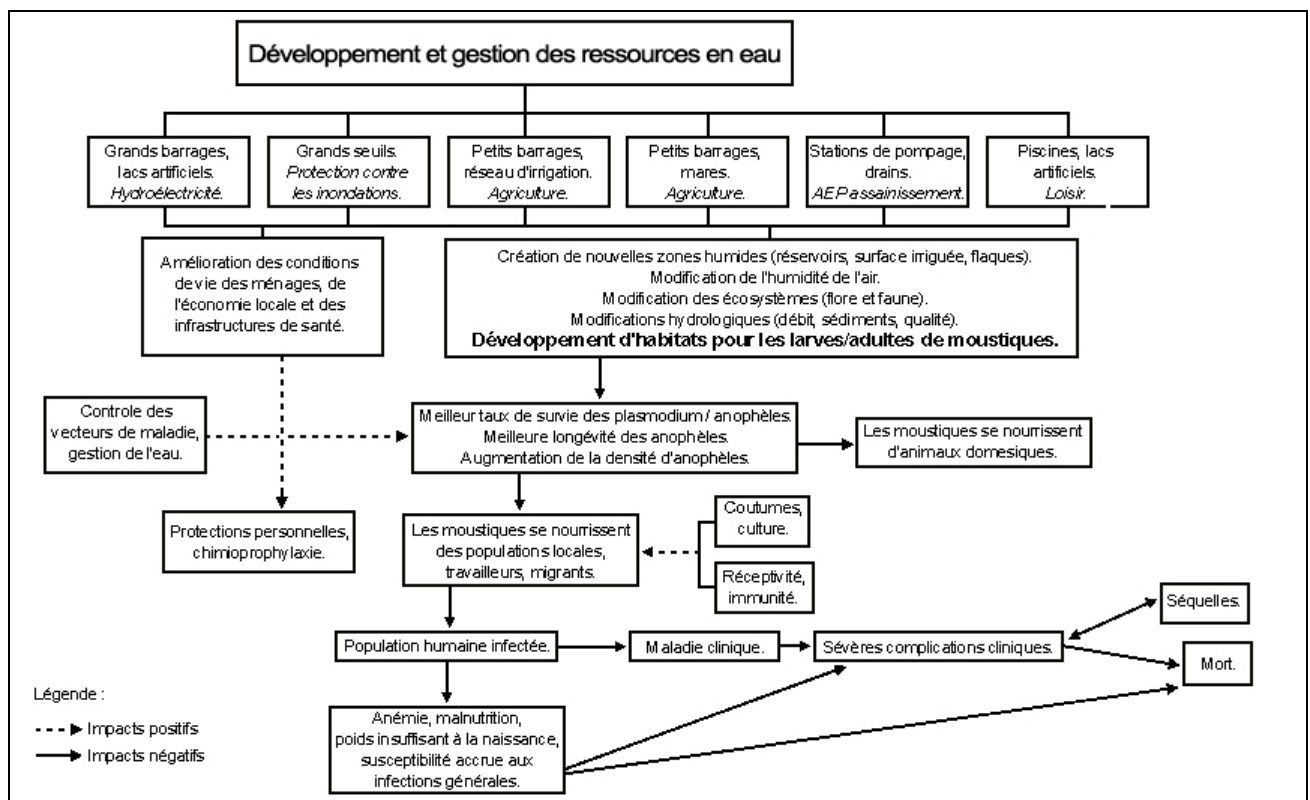 Développement et gestion des ressources en eau
Grands barrages,
lacs artificiels.
Hydroélectricité.
Grands seuils.
Protection contre
les inondations.
Petits barrages,
réseau d'irrigation.
Agriculture.
Petits barrages,
mares.
Agriculture.
Stations de pompage,
drains.
AEP assainissement.
Piscines, lacs
artificiels.
Loisir.
Amélioration des conditions
de vie des ménages, de
l'économie locale et des
infrastructures de santé.
Création de nouvelles zones humides (réservoirs, surface irriguée, flaques).
Modification de l'humidité de l'air.
Modification des écosystèmes (flore et faune).
Modifications hydrologiques (débit, sédiments, qualité).
Développement d'habitats pour les larves/adultes de moustiques.
Controle des
vecteurs de maladie,
gestion de l'eau.
Meilleur taux de suivie des plasmodium / anophèles.
Meilleure longévité des anophèles.
Augmentation de la densité d'anophèles.
Les moustiques se nourrissent
d'animaux domesiques.
Protections personnelles,
chimioprophylaxie.
Les moustiques se nourrissent
des populations locales,
travailleurs, migrants.
Coutumes,
culture.
Réceptivité,
immunité.
Séquelles.
Population humaine infectée.
Maladie clinique.
Sévères complications cliniques.
Mort.
Légende :
Impacts positifs
Impacts négatifs
Anémie, malnutrition,
poids insuffisant à la naissance,
susceptibilité accrue aux
infections générales.